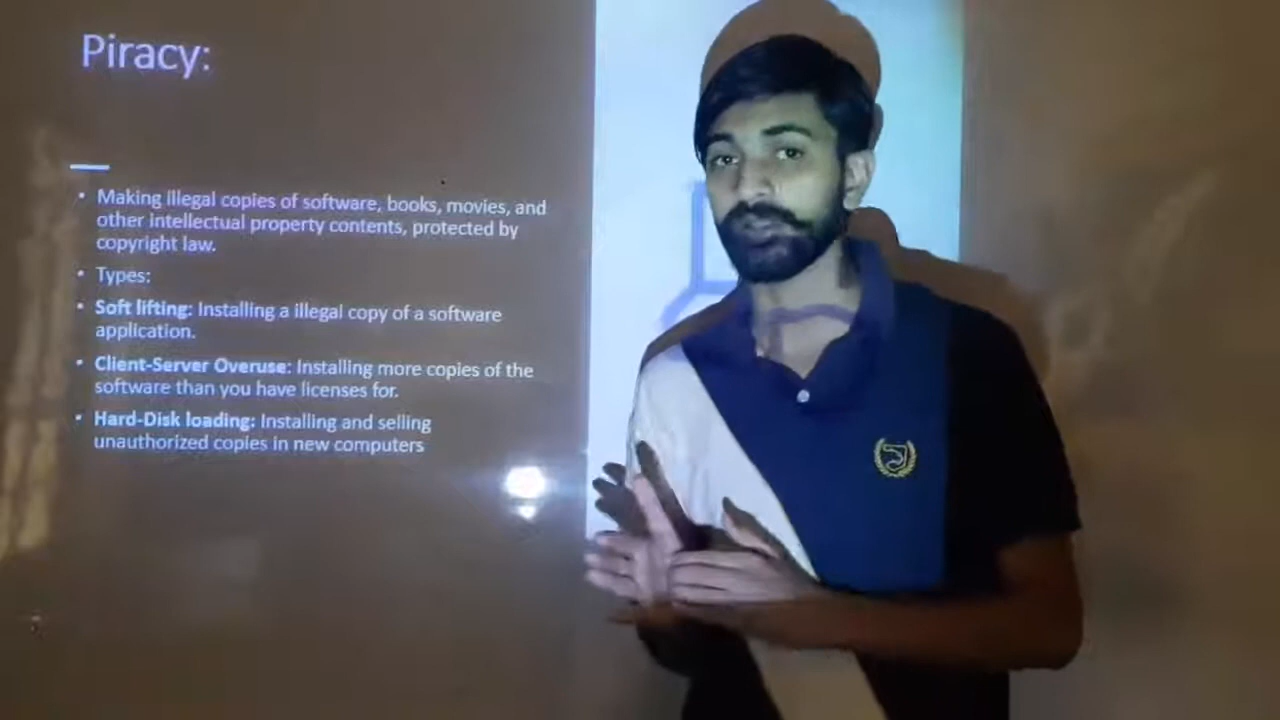 Piracy:
• Making illegal copies of software, books, movies, and
other intellectual property contents, protected by
copyright law.
• Types:
• Soft lifting: Installing a illegal copy of a software
application.
• Client-Server Overuse: Installing more copies of the
software than you have licenses for.
• Hard-Disk loading: Installing and selling
unauthorized copies in new computers